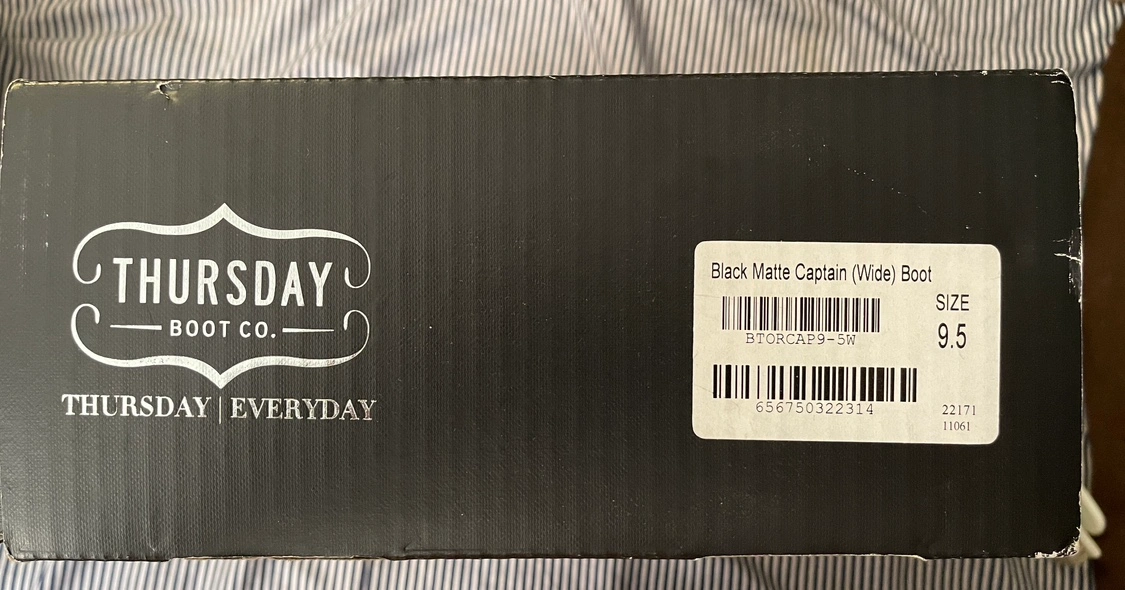 THURSDAY
BOOT CO.
THURSDAY | EVERYDAY
Black Matte Captain (Wide) Boot
SIZE
9.5
BTORCAP9-5W
656750322314
22171
11061